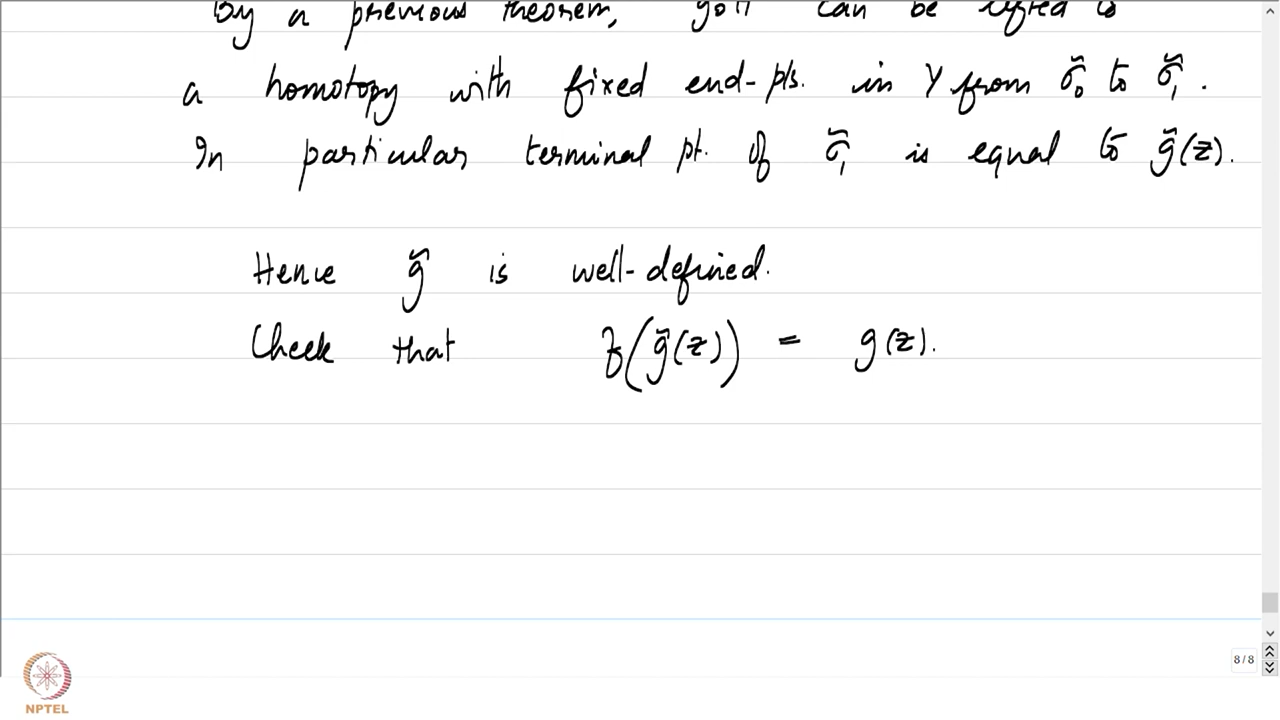 By a previous theorem, goH can be lifted to
a homotopy with fixed end-pts. in Y from σ̃₀ to σ̃₁.
In particular terminal pt. of σ̃₁ is equal to g̃(z).
Hence g̃ is well-defined.
Check that f(g̃(z)) = g(z).
8/8
NPTEL